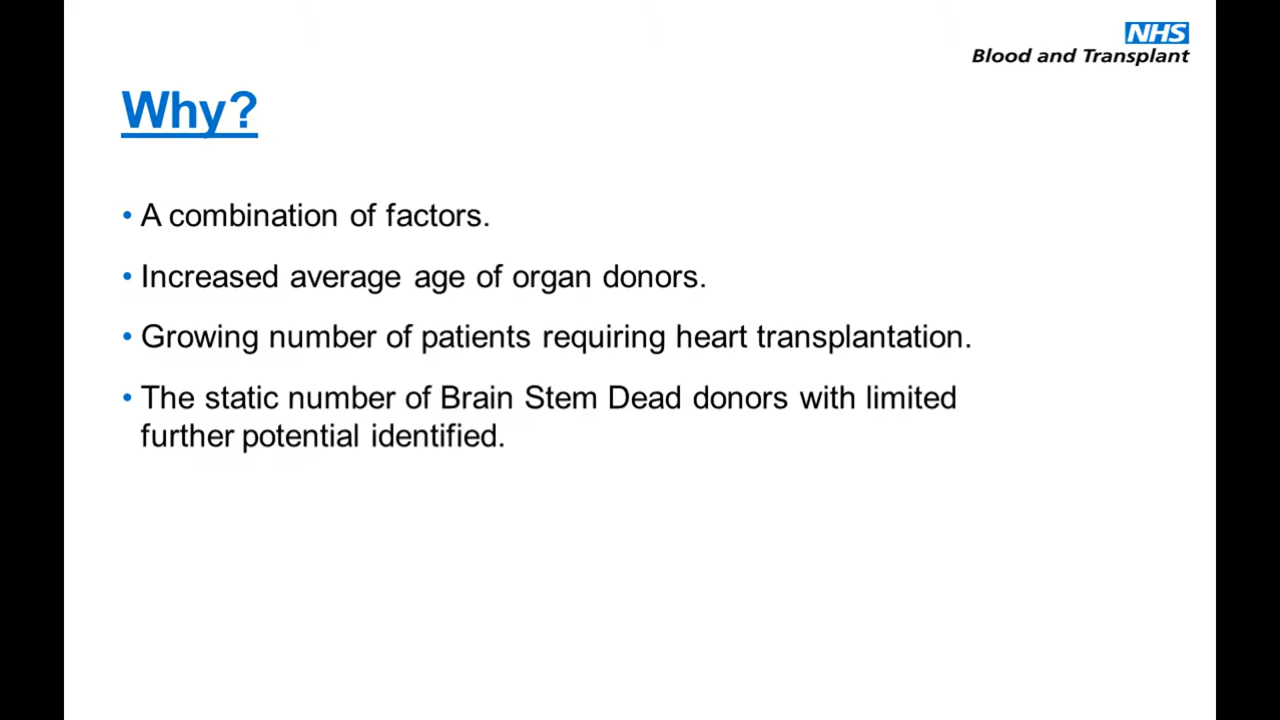 NHS
Blood and Transplant
Why?
• A combination of factors.
• Increased average age of organ donors.
• Growing number of patients requiring heart transplantation.
• The static number of Brain Stem Dead donors with limited
further potential identified.